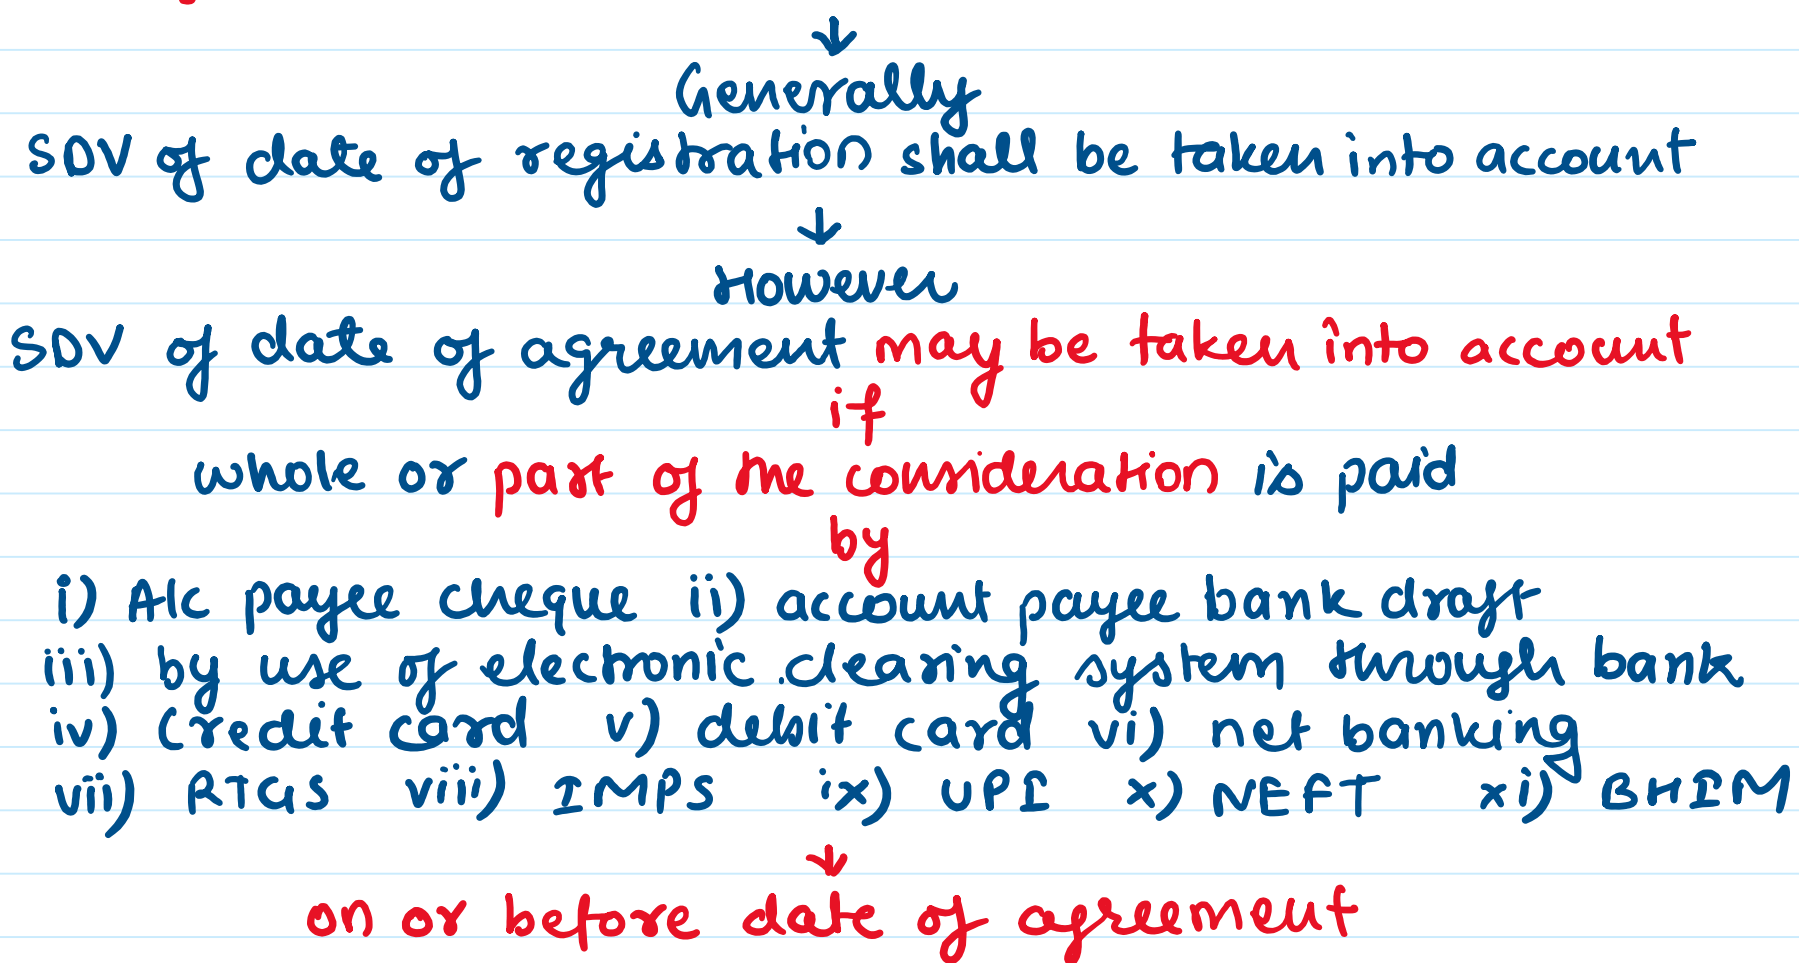 ↓
Generally
SDV of date of registration shall be taken into account
↓
However
SDV of date of agreement may be taken into account
if
whole or part of the consideration is paid
by
i) A/c payee cheque ii) account payee bank draft
iii) by use of electronic clearing system through bank
iv) Credit card v) debit card vi) net banking
vii) RTGS viii) IMPS ix) UPI x) NEFT xi) BHIM
↓
on or before date of agreement